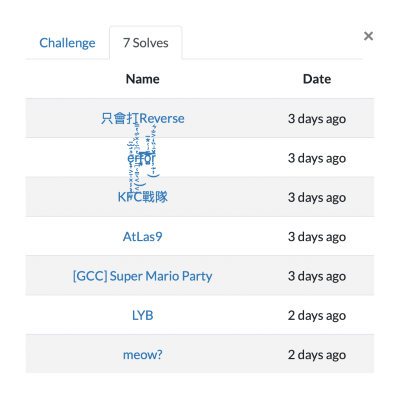 Challenge 7 Solves ×
Name Date
只會打Reverse 3 days ago
error 3 days ago
KFC戰隊 3 days ago
AtLas9 3 days ago
[GCC] Super Mario Party 3 days ago
LYB 2 days ago
meow? 2 days ago